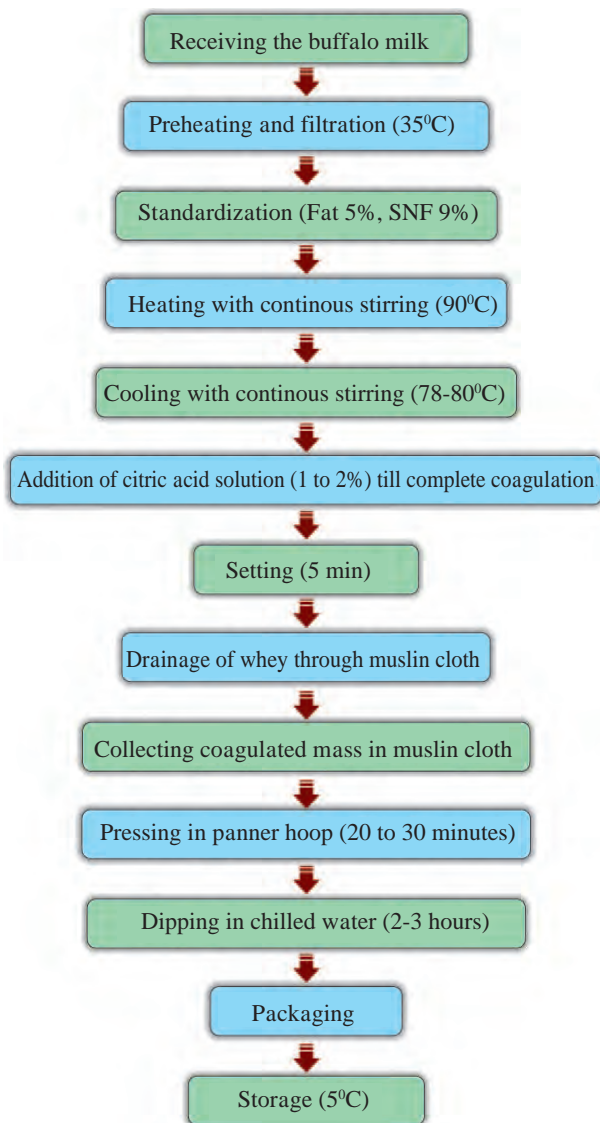 Receiving the buffalo milk
Preheating and filtration (35⁰C)
Standardization (Fat 5%, SNF 9%)
Heating with continous stirring (90⁰C)
Cooling with continous stirring (78-80⁰C)
Addition of citric acid solution (1 to 2%) till complete coagulation
Setting (5 min)
Drainage of whey through muslin cloth
Collecting coagulated mass in muslin cloth
Pressing in panner hoop (20 to 30 minutes)
Dipping in chilled water (2-3 hours)
Packaging
Storage (5⁰C)